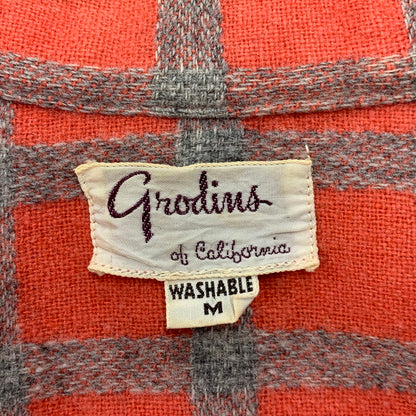 Grodins
of California
WASHABLE
M